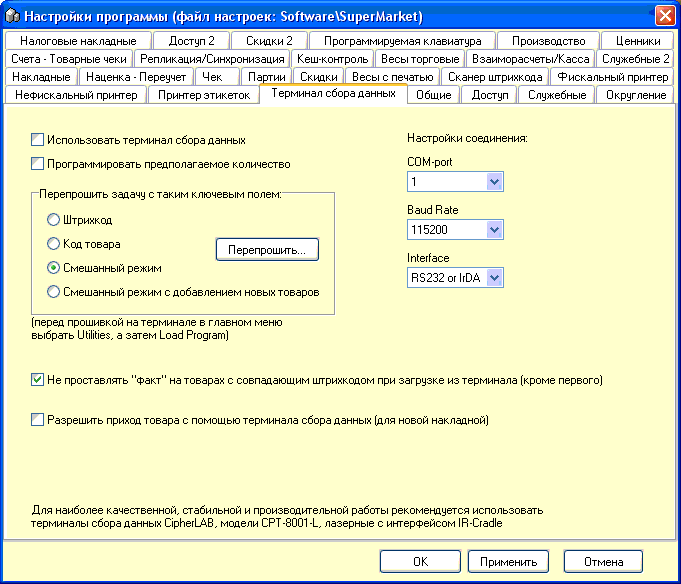 Настройки программы (файл настроек: Software\SuperMarket)
Налоговые накладные Доступ 2 Скидки 2 Программируемая клавиатура Производство Ценники
Счета - Товарные чеки Репликация/Синхронизация Кеш-контроль Весы торговые Взаиморасчеты/Касса Служебные 2
Накладные Наценка - Переучет Чек Партии Скидки Весы с печатью Сканер штрихкода Фискальный принтер
Нефискальный принтер Принтер этикеток Терминал сбора данных Общие Доступ Служебные Округление
Использовать терминал сбора данных
Программировать предполагаемое количество
Перепрошить задачу с таким ключевым полем:
Штрихкод
Код товара
Смешанный режим
Смешанный режим с добавлением новых товаров
Перепрошить...
(перед прошивкой на терминале в главном меню
выбрать Utilities, а затем Load Program)
Настройки соединения:
COM-port
1
Baud Rate
115200
Interface
RS232 or IrDA
Не проставлять "факт" на товарах с совпадающим штрихкодом при загрузке из терминала (кроме первого)
Разрешить приход товара с помощью терминала сбора данных (для новой накладной)
Для наиболее качественной, стабильной и производительной работы рекомендуется использовать
терминалы сбора данных CipherLAB, модели CPT-8001-L, лазерные с интерфейсом IR-Cradle
OK Применить Отмена